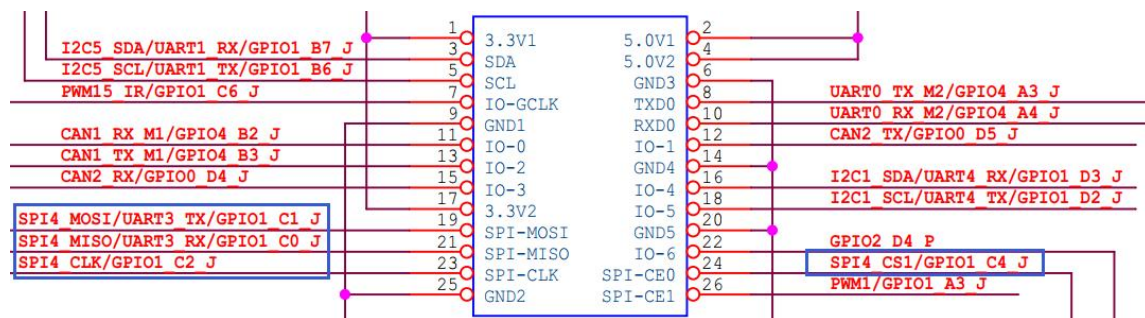 1 2
3.3V1 5.0V1
I2C5_SDA/UART1_RX/GPIO1_B7_J 3 SDA 5.0V2 4
I2C5_SCL/UART1_TX/GPIO1_B6_J 5 SCL GND3 6
PWM15_IR/GPIO1_C6_J 7 IO-GCLK TXD0 8 UART0_TX_M2/GPIO4_A3_J
9 GND1 RXD0 10 UART0_RX_M2/GPIO4_A4_J
CAN1_RX_M1/GPIO4_B2_J 11 IO-0 IO-1 12 CAN2_TX/GPIO0_D5_J
CAN1_TX_M1/GPIO4_B3_J 13 IO-2 GND4 14
CAN2_RX/GPIO0_D4_J 15 IO-3 IO-4 16 I2C1_SDA/UART4_RX/GPIO1_D3_J
17 3.3V2 IO-5 18 I2C1_SCL/UART4_TX/GPIO1_D2_J
SPI4_MOSI/UART3_TX/GPIO1_C1_J 19 SPI-MOSI GND5 20
SPI4_MISO/UART3_RX/GPIO1_C0_J 21 SPI-MISO IO-6 22 GPIO2_D4_P
SPI4_CLK/GPIO1_C2_J 23 SPI-CLK SPI-CE0 24 SPI4_CS1/GPIO1_C4_J
25 GND2 SPI-CE1 26 PWM1/GPIO1_A3_J